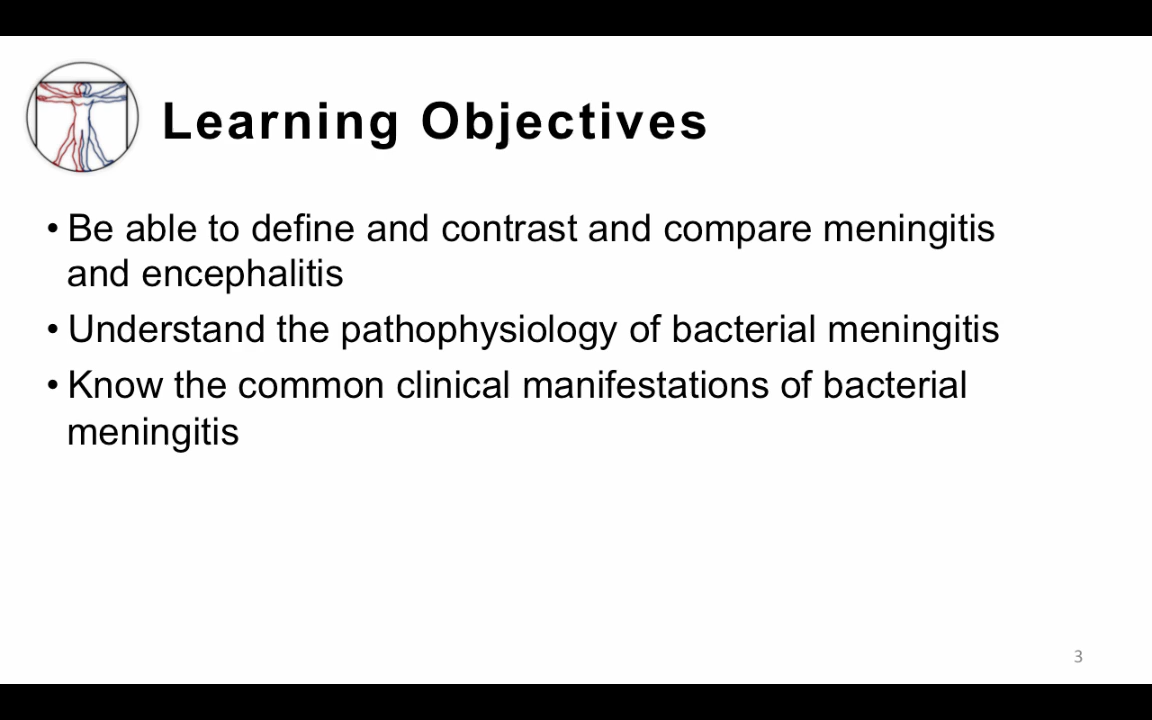 Learning Objectives
• Be able to define and contrast and compare meningitis
and encephalitis
• Understand the pathophysiology of bacterial meningitis
• Know the common clinical manifestations of bacterial
meningitis
3